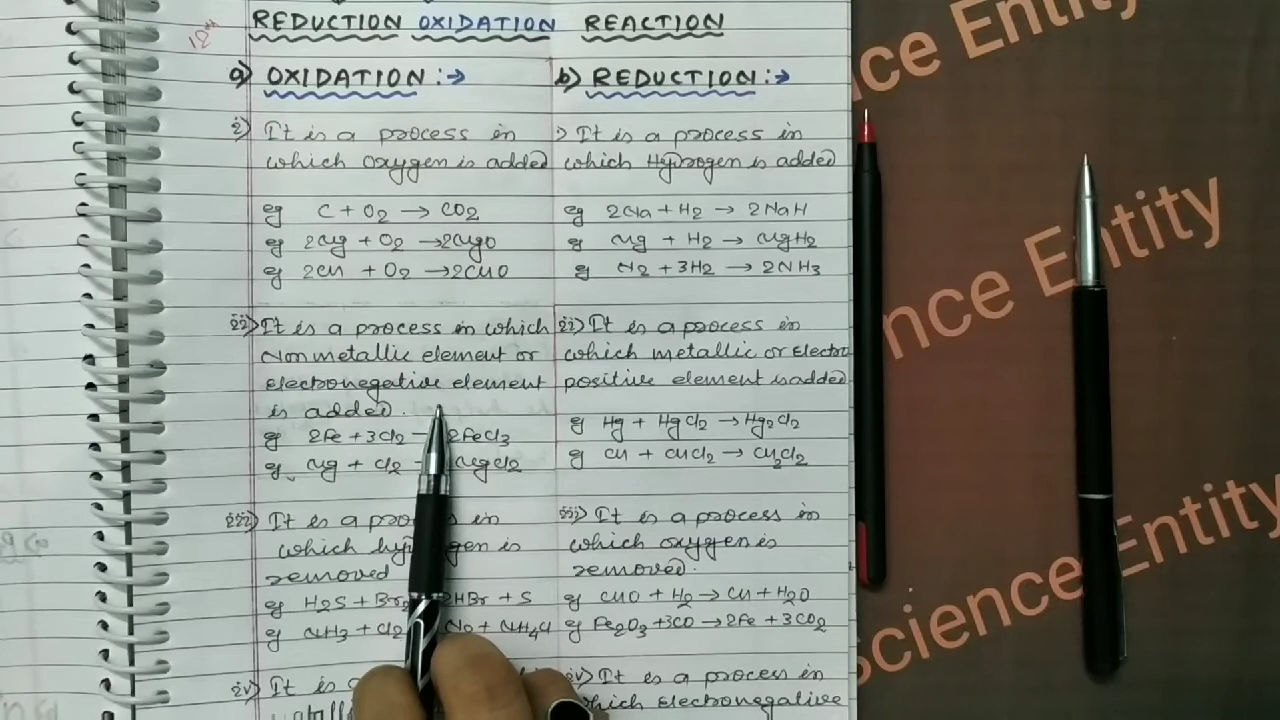 REDUCTION OXIDATION REACTION
12th
a) OXIDATION :→
i) It is a process in
which oxygen is added
eg C + O2 → CO2
eg 2Mg + O2 → 2MgO
eg 2Cu + O2 → 2CuO
ii) It is a process in which
Nonmetallic element or
Electronegative element
is added.
eg 2Fe + 3Cl2 → 2FeCl3
eg Mg + Cl2 MgCl2
iii) It is a process in
which hydrogen is
removed
eg H2S + Br2 2HBr + S
eg NH3 + Cl2 + NH4Cl
iv) It is
b) REDUCTION :→
i) It is a process in
which Hydrogen is added
eg 2Na + H2 → 2NaH
eg Mg + H2 → MgH2
eg N2 + 3H2 → 2NH3
ii) It is a process in
which metallic or Electro
positive element is added
eg Hg + HgCl2 → Hg2Cl2
eg Cu + CuCl2 → Cu2Cl2
iii) It is a process in
which oxygen is
removed.
eg CuO + H2 → Cu + H2O
eg Fe2O3 + 3CO → 2Fe + 3CO2
iv) It is a process in
which Electronegative
ce Entity
nce Entity
Science Entity